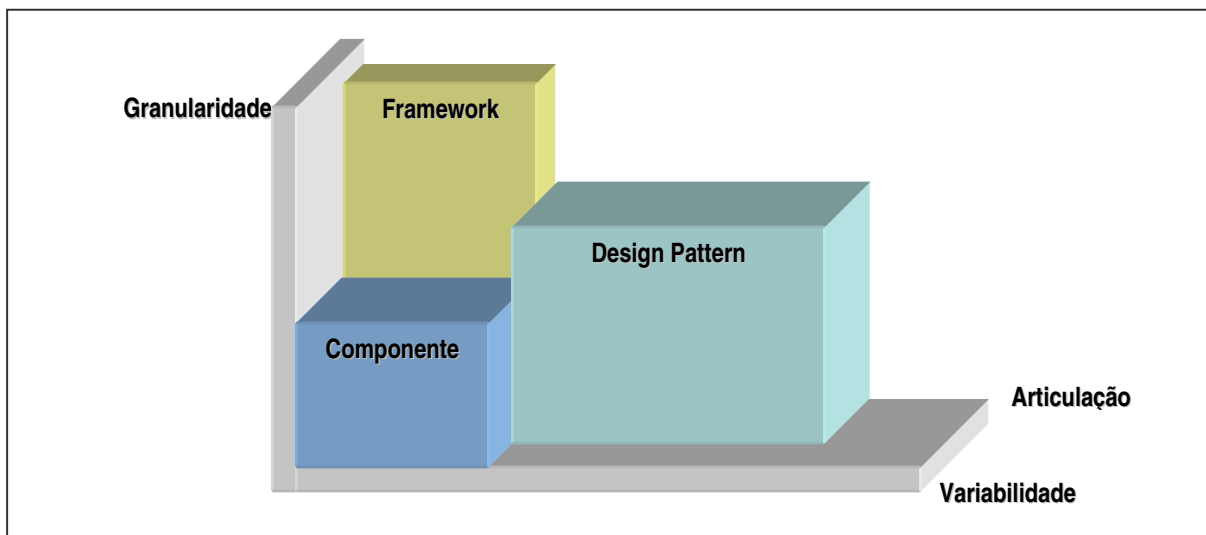 Granularidade
Framework
Design Pattern
Componente
Articulação
Variabilidade